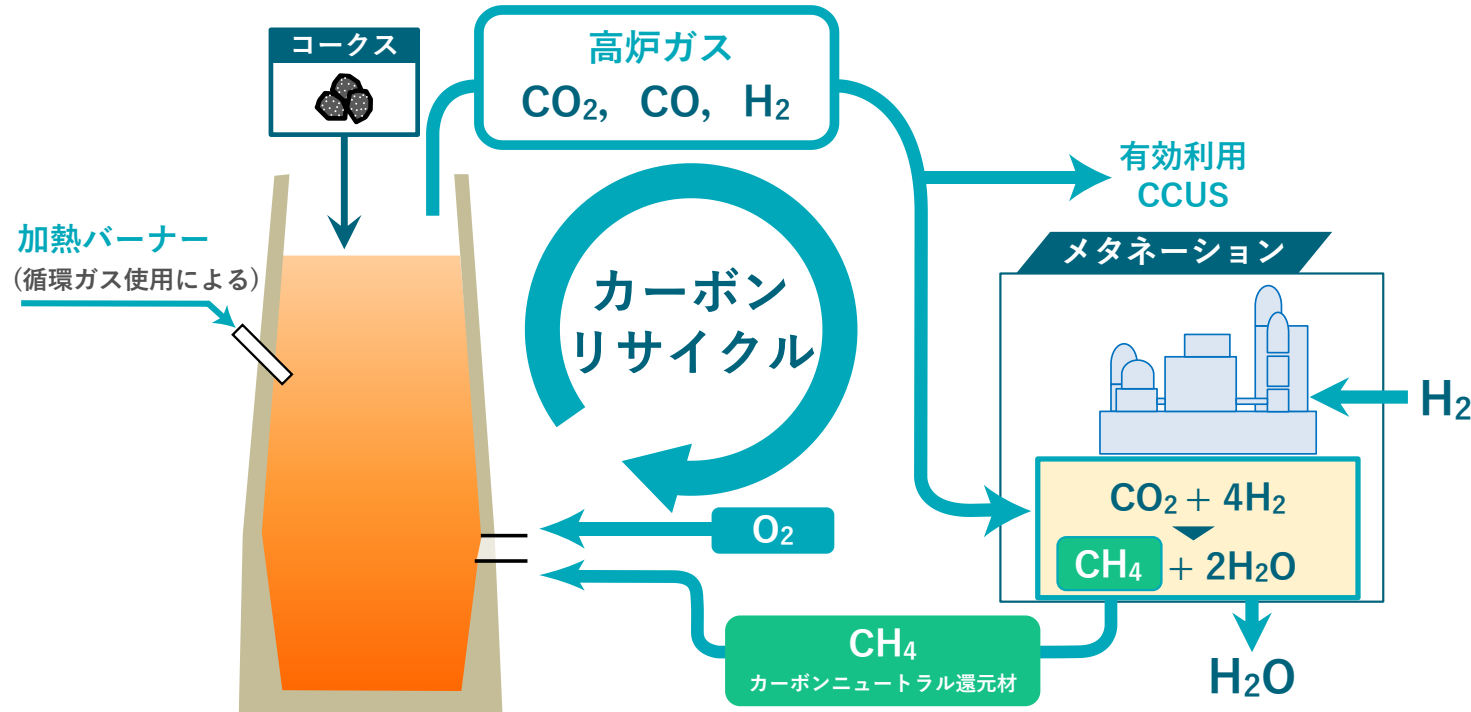 コークス
高炉ガス
CO₂, CO, H₂
有効利用
CCUS
加熱バーナー
(循環ガス使用による)
カーボン
リサイクル
メタネーション
H₂
CO₂ + 4H₂
CH₄ + 2H₂O
O₂
CH₄
カーボンニュートラル還元材
H₂O